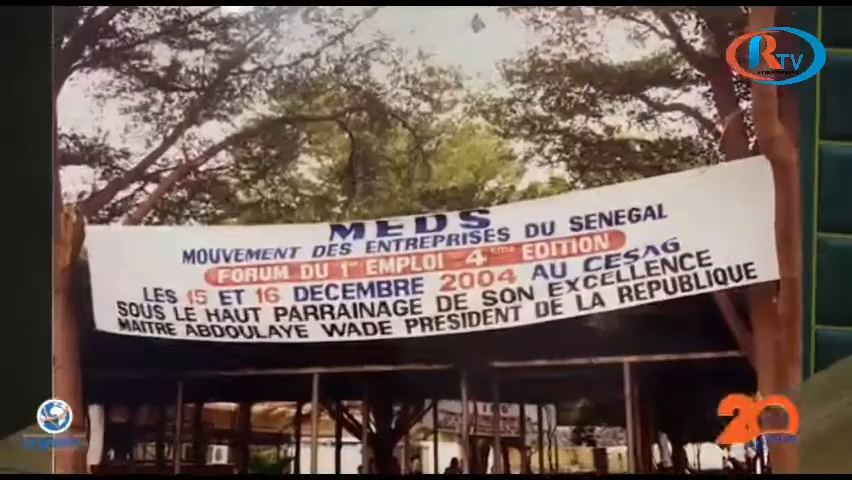 RTV
MEDS
MOUVEMENT DES ENTREPRISES DU SENEGAL
FORUM DU 1er EMPLOI - 4ème EDITION
LES 15 ET 16 DECEMBRE 2004 AU CESAG
SOUS LE HAUT PARRAINAGE DE SON EXCELLENCE
MAITRE ABDOULAYE WADE PRESIDENT DE LA REPUBLIQUE
20